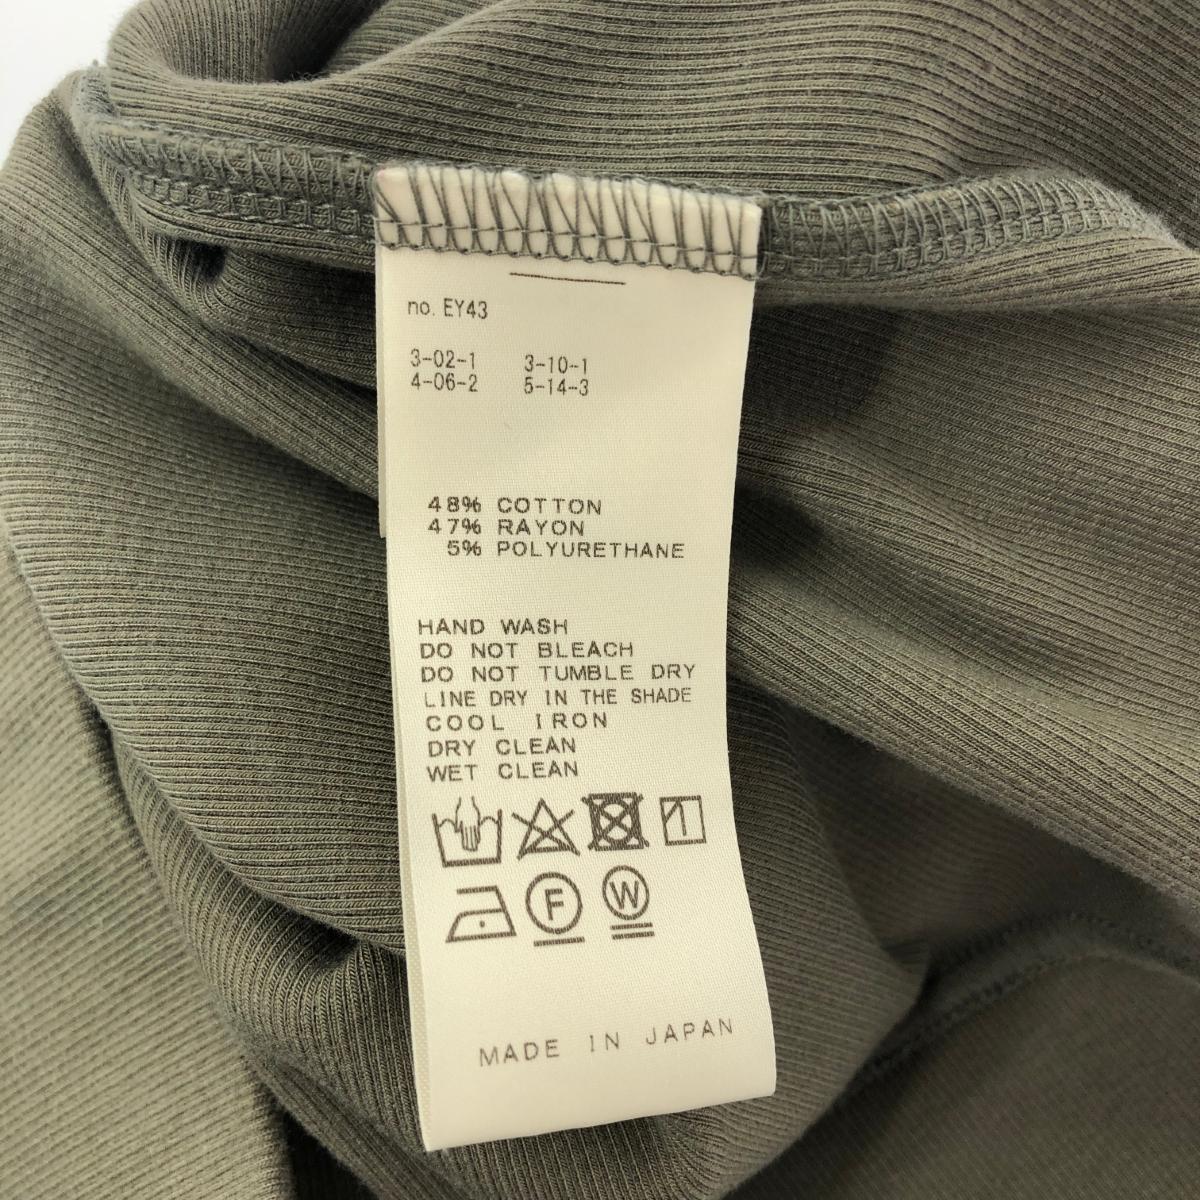 no. EY43
3-02-1 3-10-1
4-06-2 5-14-3
48% COTTON
47% RAYON
5% POLYURETHANE
HAND WASH
DO NOT BLEACH
DO NOT TUMBLE DRY
LINE DRY IN THE SHADE
COOL IRON
DRY CLEAN
WET CLEAN
F W
MADE IN JAPAN